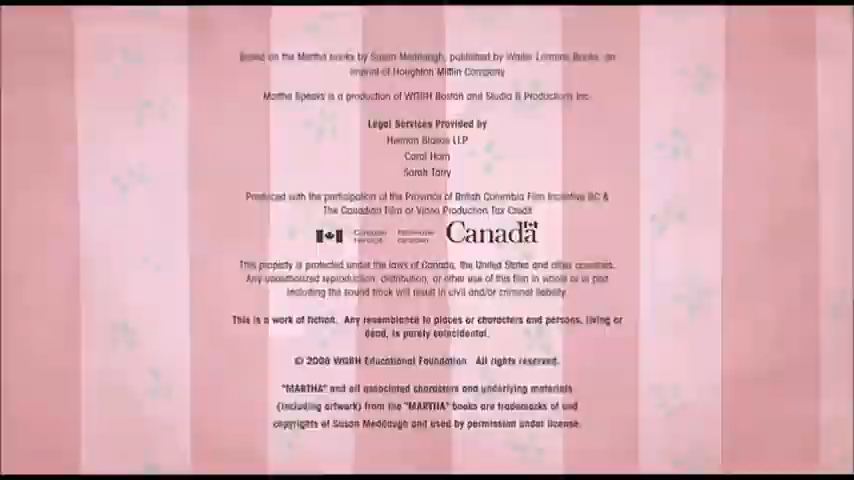 Based on the Martha books by Susan Meddaugh, published by Walter Lorraine Books, an
imprint of Houghton Mifflin Company
Martha Speaks is a production of WGBH Boston and Studio B Productions Inc.
Legal Services Provided by
Heenan Blaikie LLP
Carol Ham
Sarah Tarry
Produced with the participation of the Province of British Columbia Film Incentive BC &
The Canadian Film or Video Production Tax Credit
Canada
This property is protected under the laws of Canada, the United States and other countries.
Any unauthorized reproduction, distribution, or other use of this film in whole or in part
including the sound track will result in civil and/or criminal liability
This is a work of fiction. Any resemblance to places or characters and persons, living or
dead, is purely coincidental.
© 2008 WGBH Educational Foundation All rights reserved.
"MARTHA" and all associated characters and underlying materials
(including artwork) from the "MARTHA" books are trademarks of and
copyrights of Susan Meddaugh and used by permission under license.